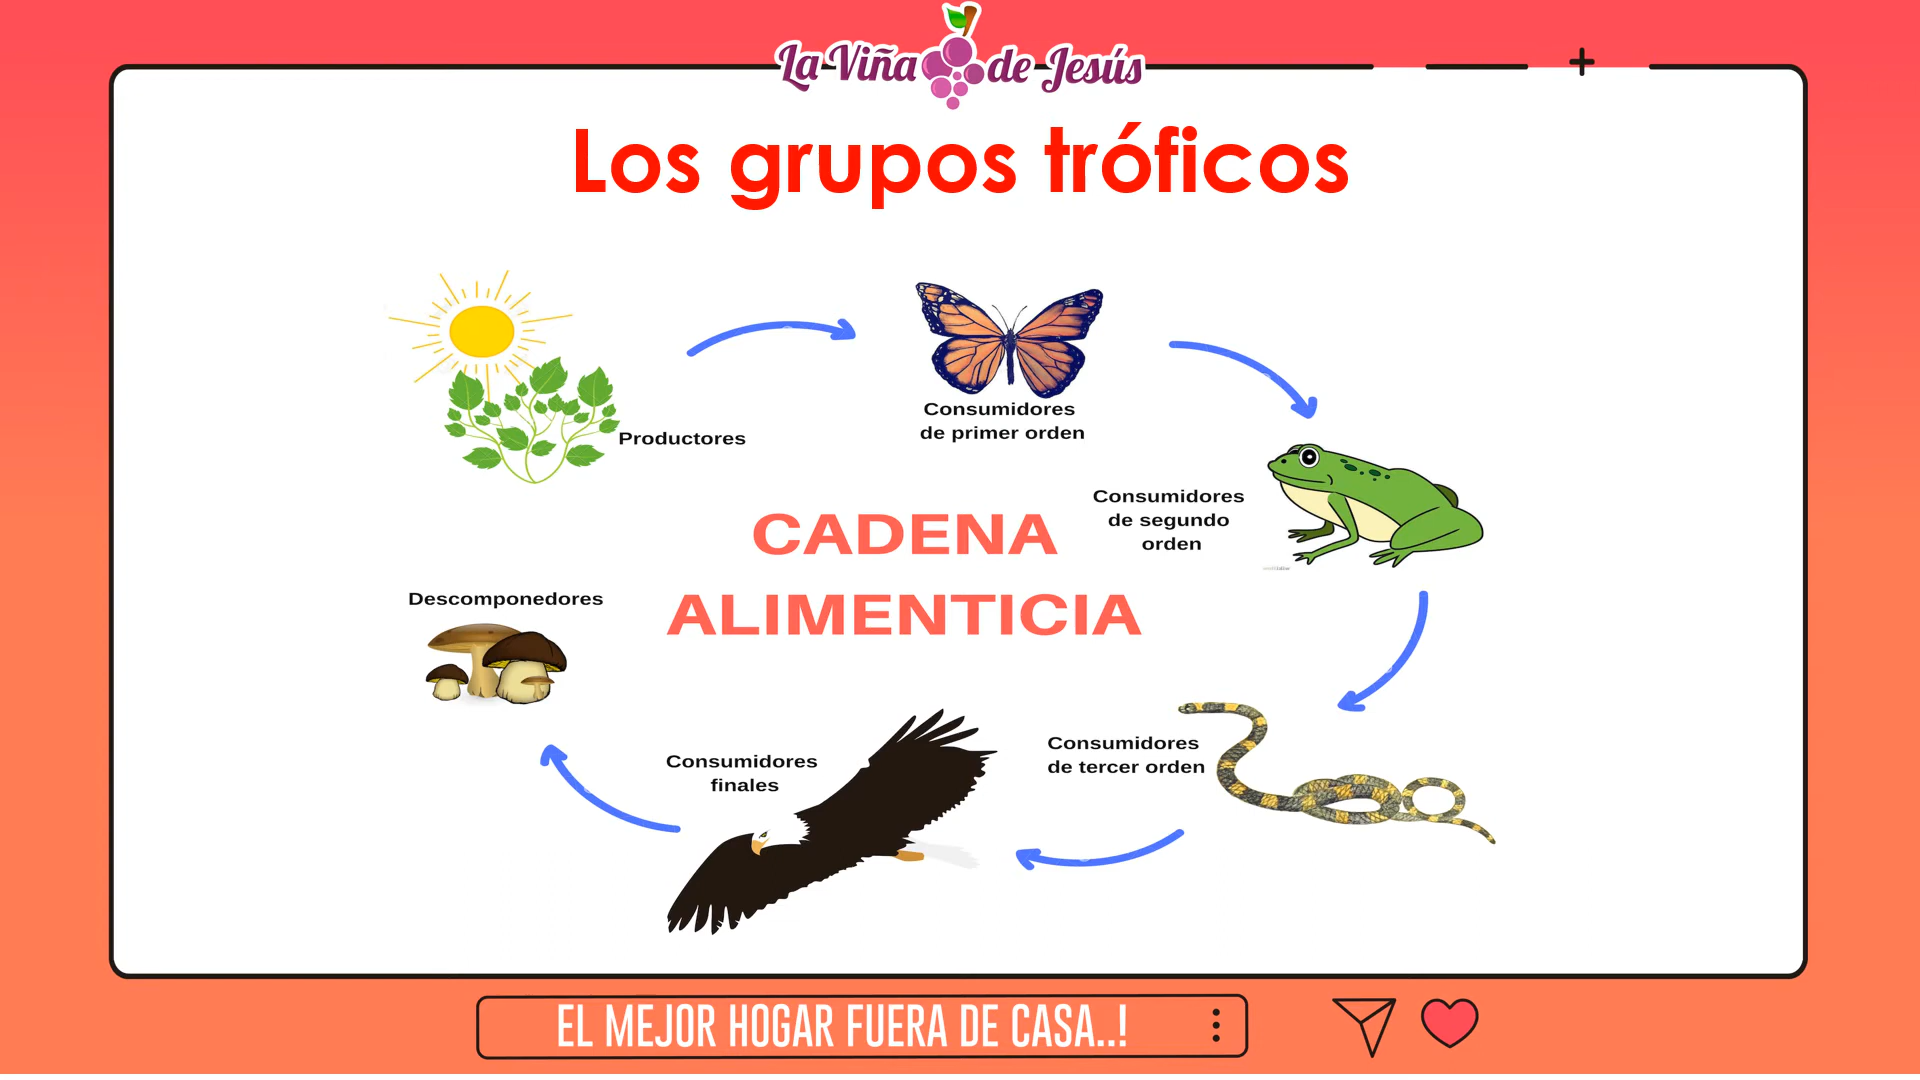 La Viña de Jesús
Los grupos tróficos
Productores
Consumidores
de primer orden
Consumidores
de segundo
orden
CADENA
ALIMENTICIA
Descomponedores
Consumidores
de tercer orden
Consumidores
finales
EL MEJOR HOGAR FUERA DE CASA..!